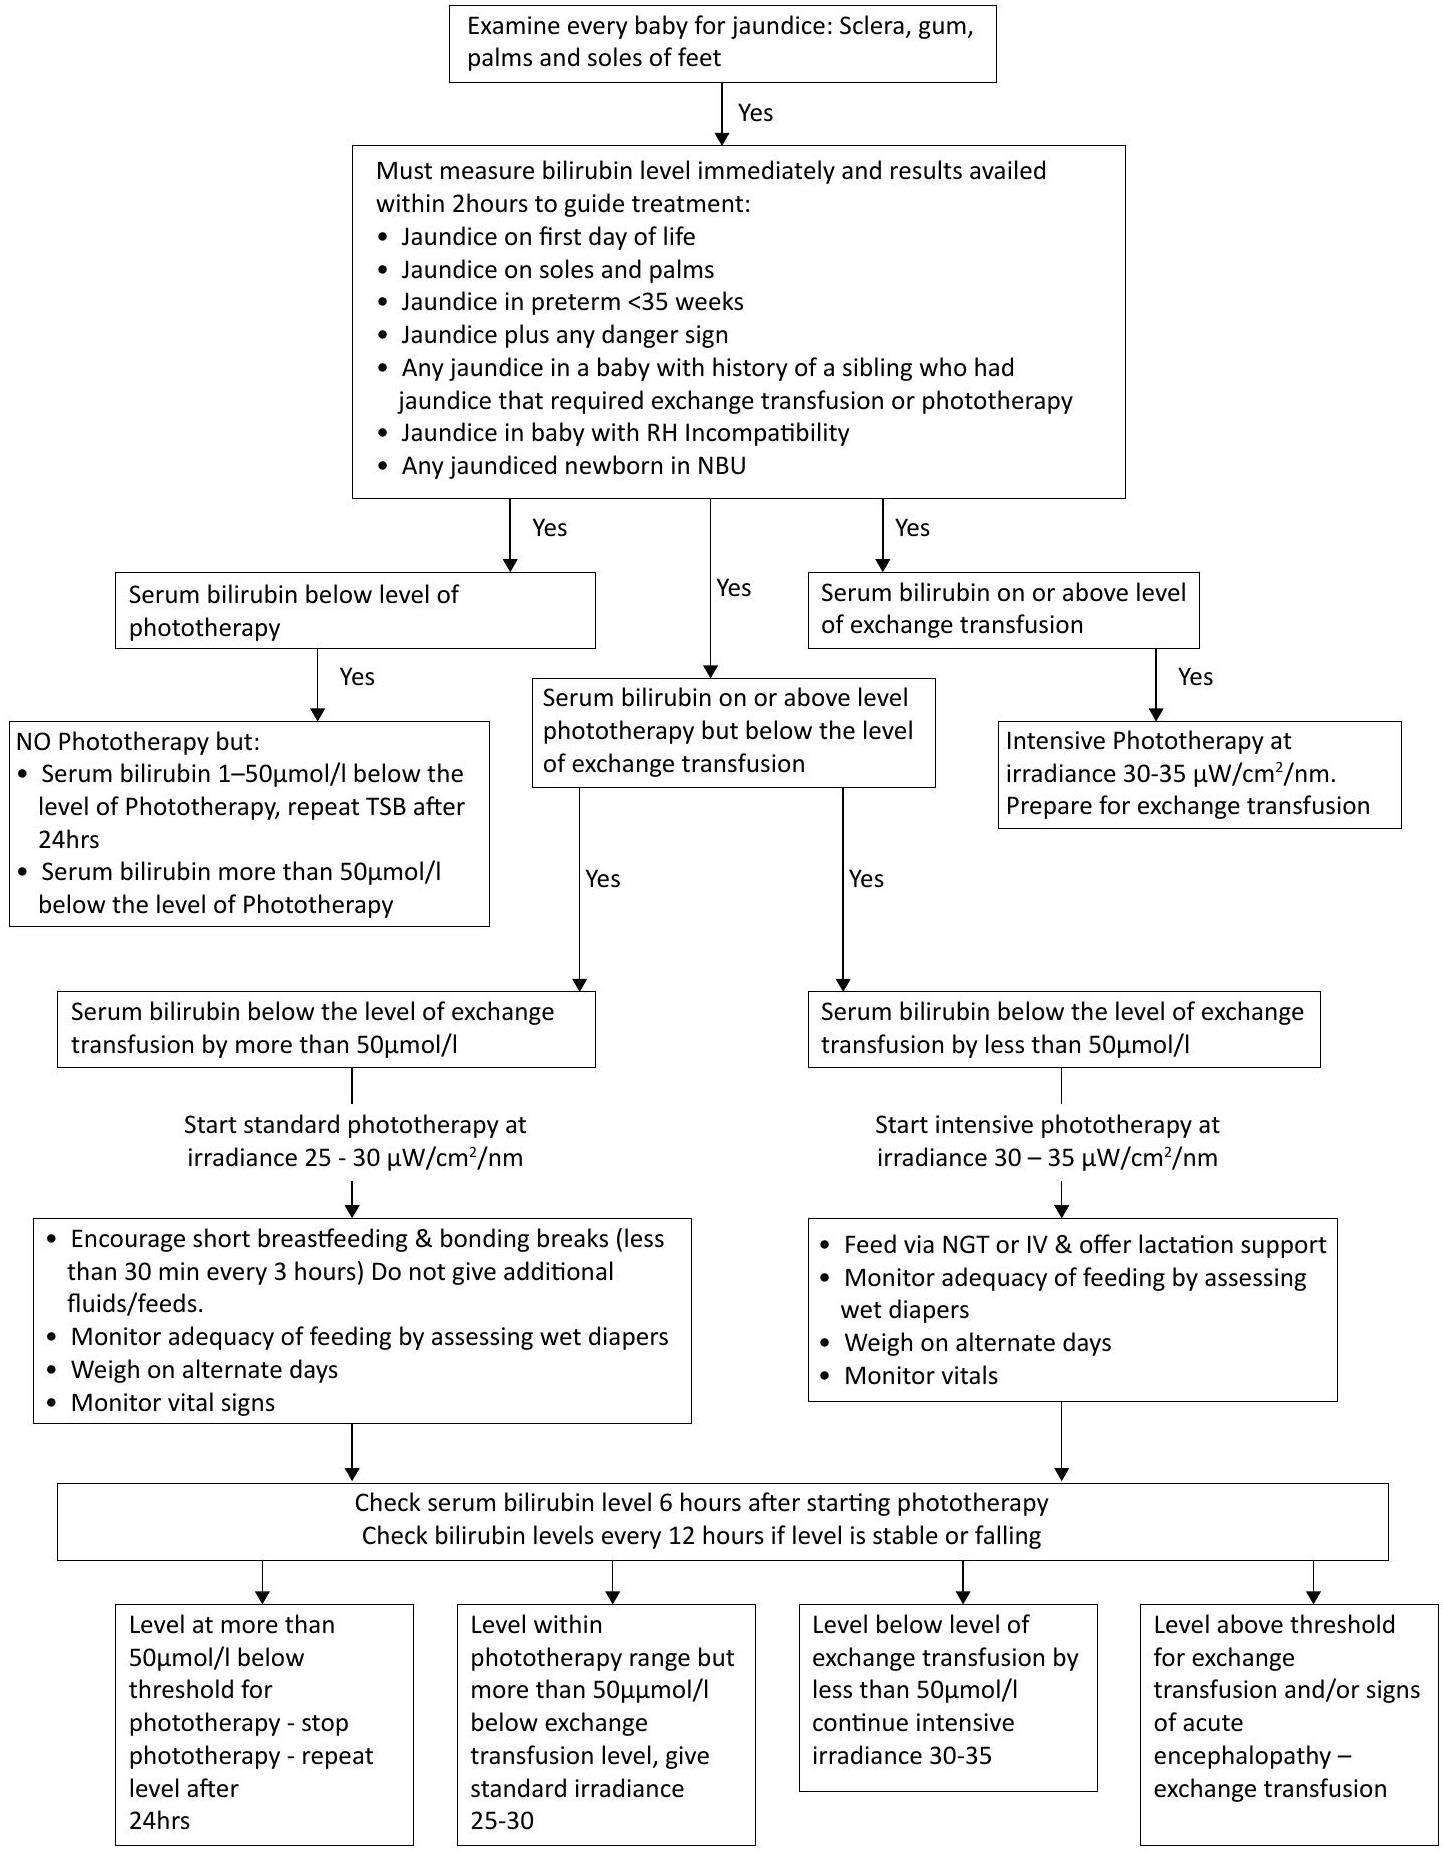 Examine every baby for jaundice: Sclera, gum,
palms and soles of feet
Yes
Must measure bilirubin level immediately and results availed
within 2hours to guide treatment:
• Jaundice on first day of life
• Jaundice on soles and palms
• Jaundice in preterm <35 weeks
• Jaundice plus any danger sign
• Any jaundice in a baby with history of a sibling who had
jaundice that required exchange transfusion or phototherapy
• Jaundice in baby with RH Incompatibility
• Any jaundiced newborn in NBU
Yes
Yes
Yes
Serum bilirubin below level of
phototherapy
Serum bilirubin on or above level
of exchange transfusion
Yes
Yes
Serum bilirubin on or above level
phototherapy but below the level
of exchange transfusion
NO Phototherapy but:
• Serum bilirubin 1–50µmol/l below the
level of Phototherapy, repeat TSB after
24hrs
• Serum bilirubin more than 50µmol/l
below the level of Phototherapy
Intensive Phototherapy at
irradiance 30-35 µW/cm²/nm.
Prepare for exchange transfusion
Yes
Yes
Serum bilirubin below the level of exchange
transfusion by more than 50µmol/l
Serum bilirubin below the level of exchange
transfusion by less than 50µmol/l
Start standard phototherapy at
irradiance 25 - 30 µW/cm²/nm
Start intensive phototherapy at
irradiance 30 – 35 µW/cm²/nm
• Encourage short breastfeeding & bonding breaks (less
than 30 min every 3 hours) Do not give additional
fluids/feeds.
• Monitor adequacy of feeding by assessing wet diapers
• Weigh on alternate days
• Monitor vital signs
• Feed via NGT or IV & offer lactation support
• Monitor adequacy of feeding by assessing
wet diapers
• Weigh on alternate days
• Monitor vitals
Check serum bilirubin level 6 hours after starting phototherapy
Check bilirubin levels every 12 hours if level is stable or falling
Level at more than
50µmol/l below
threshold for
phototherapy - stop
phototherapy - repeat
level after
24hrs
Level within
phototherapy range but
more than 50µµmol/l
below exchange
transfusion level, give
standard irradiance
25-30
Level below level of
exchange transfusion by
less than 50µmol/l
continue intensive
irradiance 30-35
Level above threshold
for exchange
transfusion and/or signs
of acute
encephalopathy –
exchange transfusion